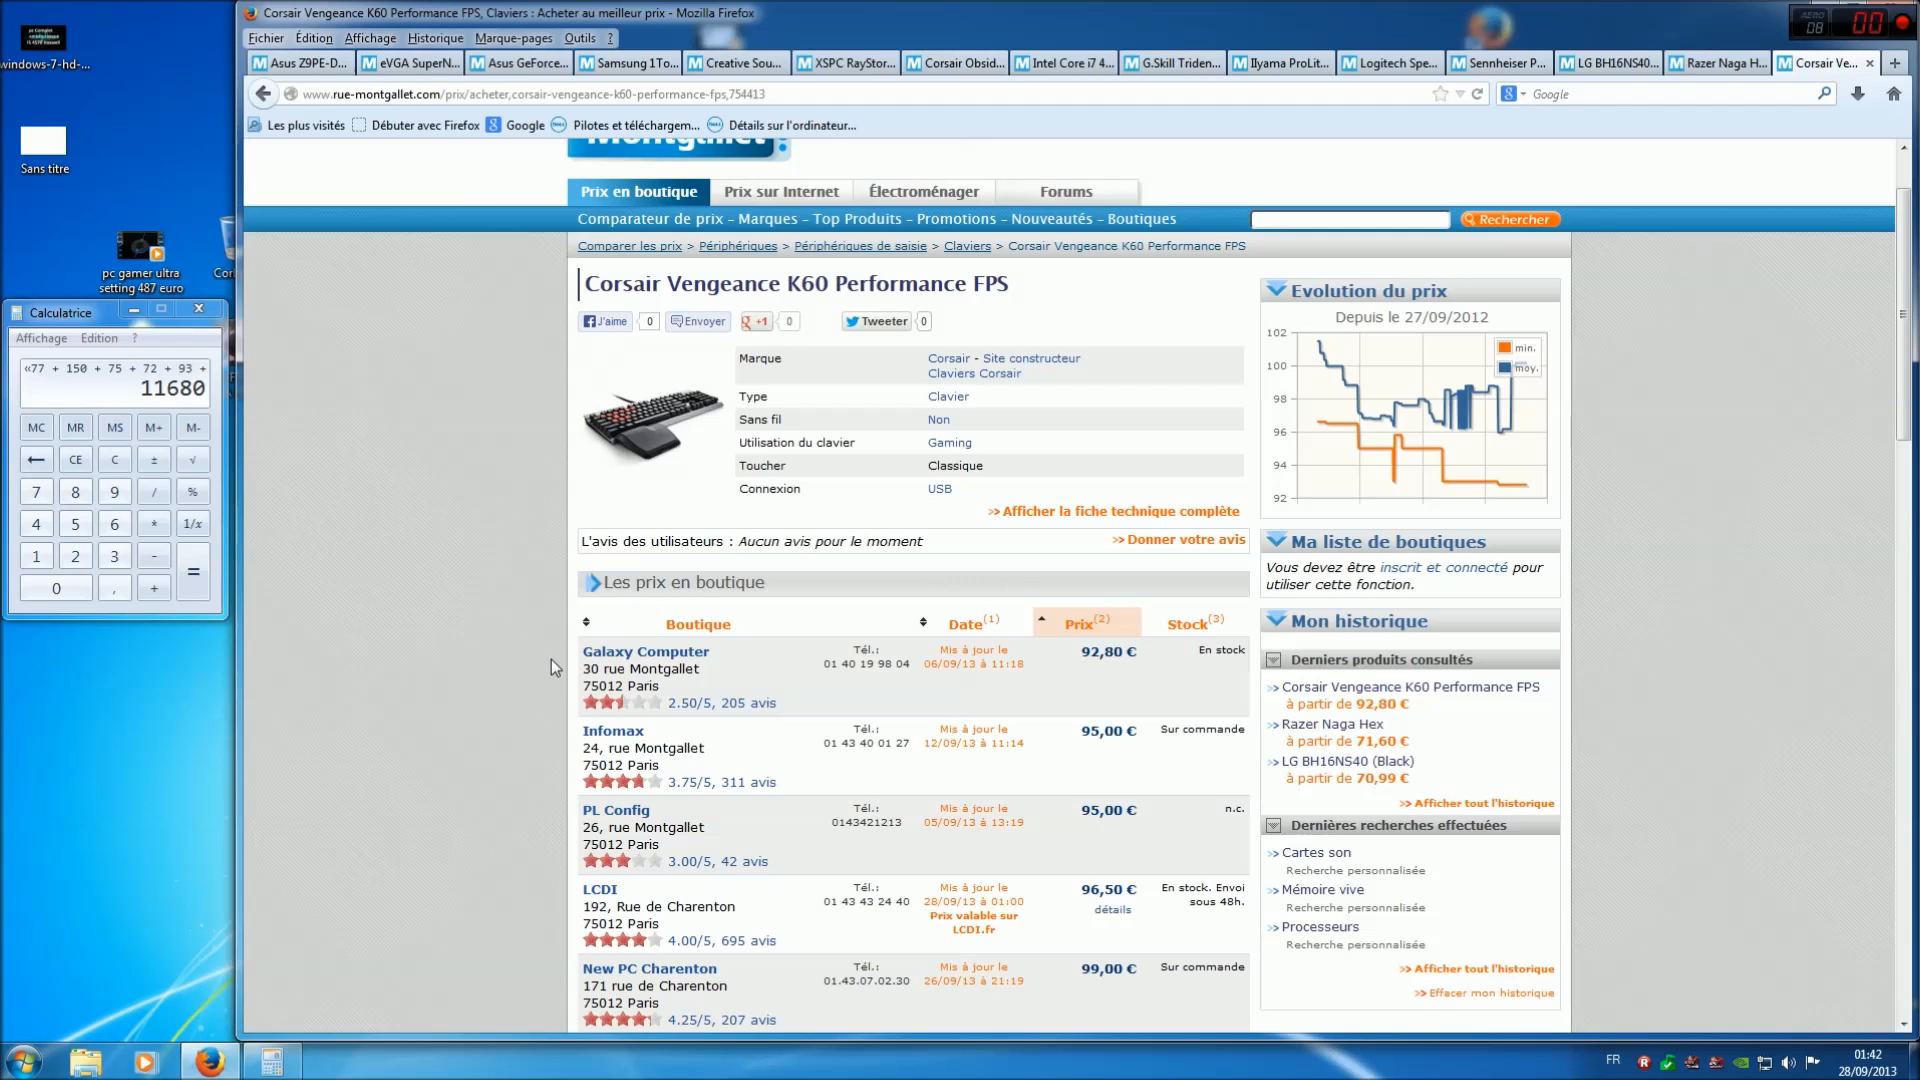 windows-7-hd-...
Sans titre
pc gamer ultra
setting 487 euro
Calculatrice
Affichage Edition ?
«77 + 150 + 75 + 72 + 93 +
11680
MC MR MS M+ M-
← CE C ± √
7 8 9 / %
4 5 6 * 1/x
1 2 3 - =
0 , +
Corsair Vengeance K60 Performance FPS, Claviers : Acheter au meilleur prix - Mozilla Firefox
AERO
08
00
Fichier Édition Affichage Historique Marque-pages Outils ?
Asus Z9PE-D... eVGA SuperN... Asus GeForce... Samsung 1To... Creative Sou... XSPC RayStor... Corsair Obsid... Intel Core i7 4... G.Skill Triden... Ilyama ProLit... Logitech Spe... Sennheiser P... LG BH16NS40... Razer Naga H... Corsair Ve... × +
www.rue-montgallet.com/prix/acheter,corsair-vengeance-k60-performance-fps,754413
Google
Les plus visités Débuter avec Firefox Google Pilotes et téléchargem... Détails sur l'ordinateur...
Montgallet
Prix en boutique Prix sur Internet Électroménager Forums
Comparateur de prix - Marques - Top Produits - Promotions - Nouveautés - Boutiques
Rechercher
Comparer les prix > Périphériques > Périphériques de saisie > Claviers > Corsair Vengeance K60 Performance FPS
Corsair Vengeance K60 Performance FPS
J'aime 0 Envoyer +1 0 Tweeter 0
Marque Corsair - Site constructeur
Claviers Corsair
Type Clavier
Sans fil Non
Utilisation du clavier Gaming
Toucher Classique
Connexion USB
>> Afficher la fiche technique complète
L'avis des utilisateurs : Aucun avis pour le moment >> Donner votre avis
Les prix en boutique
Boutique Date(1) Prix(2) Stock(3)
Galaxy Computer
30 rue Montgallet
75012 Paris
2.50/5, 205 avis
Tél.:
01 40 19 98 04
Mis à jour le
06/09/13 à 11:18
92,80 €
En stock
Infomax
24, rue Montgallet
75012 Paris
3.75/5, 311 avis
Tél.:
01 43 40 01 27
Mis à jour le
12/09/13 à 11:14
95,00 €
Sur commande
PL Config
26, rue Montgallet
75012 Paris
3.00/5, 42 avis
Tél.:
0143421213
Mis à jour le
05/09/13 à 13:19
95,00 €
n.c.
LCDI
192, Rue de Charenton
75012 Paris
4.00/5, 695 avis
Tél.:
01 43 43 24 40
Mis à jour le
28/09/13 à 01:00
Prix valable sur
LCDI.fr
96,50 €
détails
En stock. Envoi
sous 48h.
New PC Charenton
171 rue de Charenton
75012 Paris
4.25/5, 207 avis
Tél.:
01.43.07.02.30
Mis à jour le
26/09/13 à 21:19
99,00 €
Sur commande
Evolution du prix
Depuis le 27/09/2012
102
100
98
96
94
92
min.
moy.
Ma liste de boutiques
Vous devez être inscrit et connecté pour
utiliser cette fonction.
Mon historique
Derniers produits consultés
>> Corsair Vengeance K60 Performance FPS
à partir de 92,80 €
>> Razer Naga Hex
à partir de 71,60 €
>> LG BH16NS40 (Black)
à partir de 70,99 €
>> Afficher tout l'historique
Dernières recherches effectuées
>> Cartes son
Recherche personnalisée
>> Mémoire vive
Recherche personnalisée
>> Processeurs
Recherche personnalisée
>> Afficher tout l'historique
>> Effacer mon historique
FR
01:42
28/09/2013